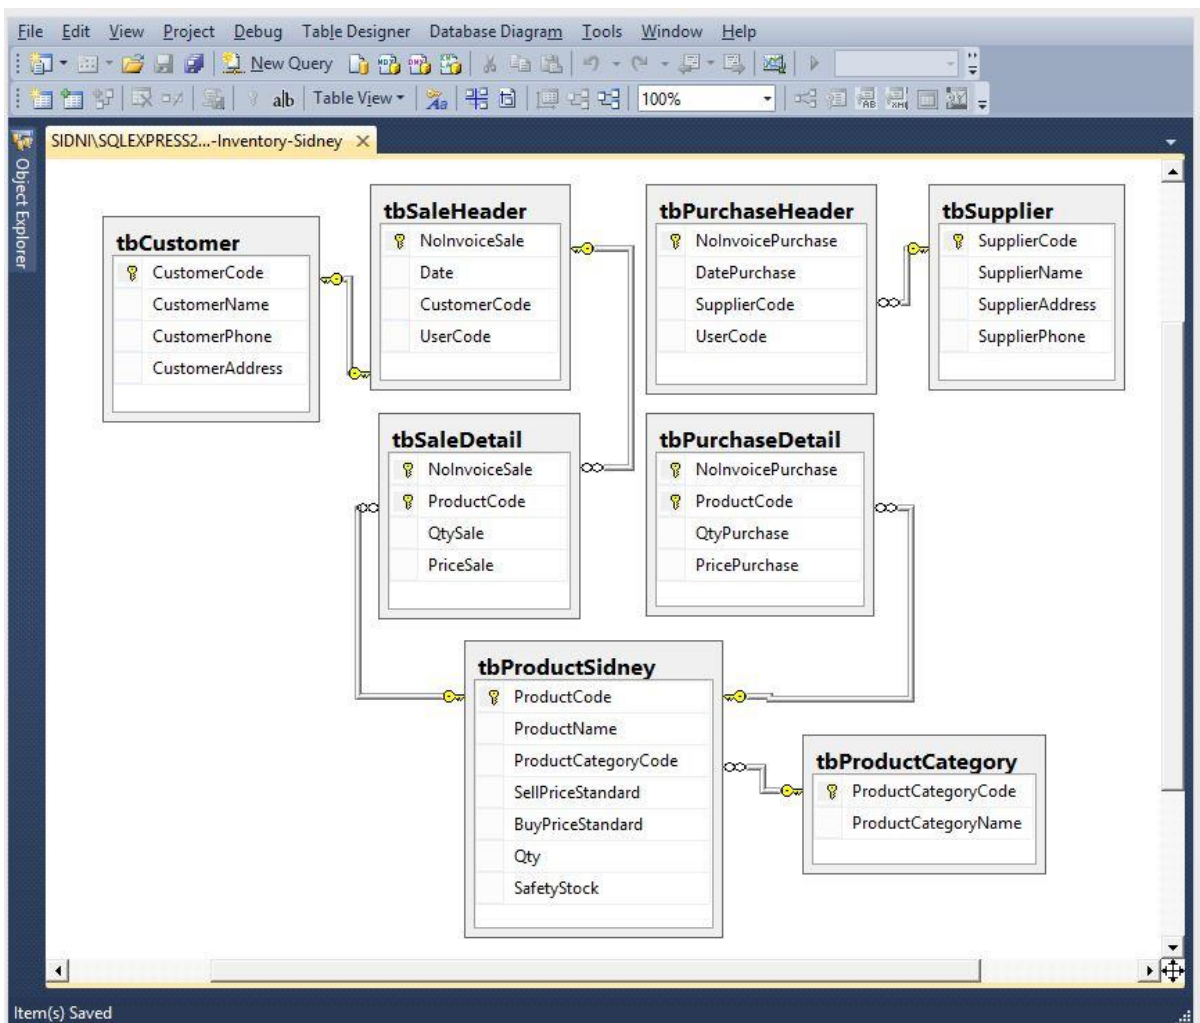 File Edit View Project Debug Table Designer Database Diagram Tools Window Help
New Query
a|b Table View 100%
Object Explorer
SIDNI\SQLEXPRESS2...-Inventory-Sidney
tbCustomer
CustomerCode
CustomerName
CustomerPhone
CustomerAddress
tbSaleHeader
NoInvoiceSale
Date
CustomerCode
UserCode
tbPurchaseHeader
NoInvoicePurchase
DatePurchase
SupplierCode
UserCode
tbSupplier
SupplierCode
SupplierName
SupplierAddress
SupplierPhone
tbSaleDetail
NoInvoiceSale
ProductCode
QtySale
PriceSale
tbPurchaseDetail
NoInvoicePurchase
ProductCode
QtyPurchase
PricePurchase
tbProductSidney
ProductCode
ProductName
ProductCategoryCode
SellPriceStandard
BuyPriceStandard
Qty
SafetyStock
tbProductCategory
ProductCategoryCode
ProductCategoryName
Item(s) Saved